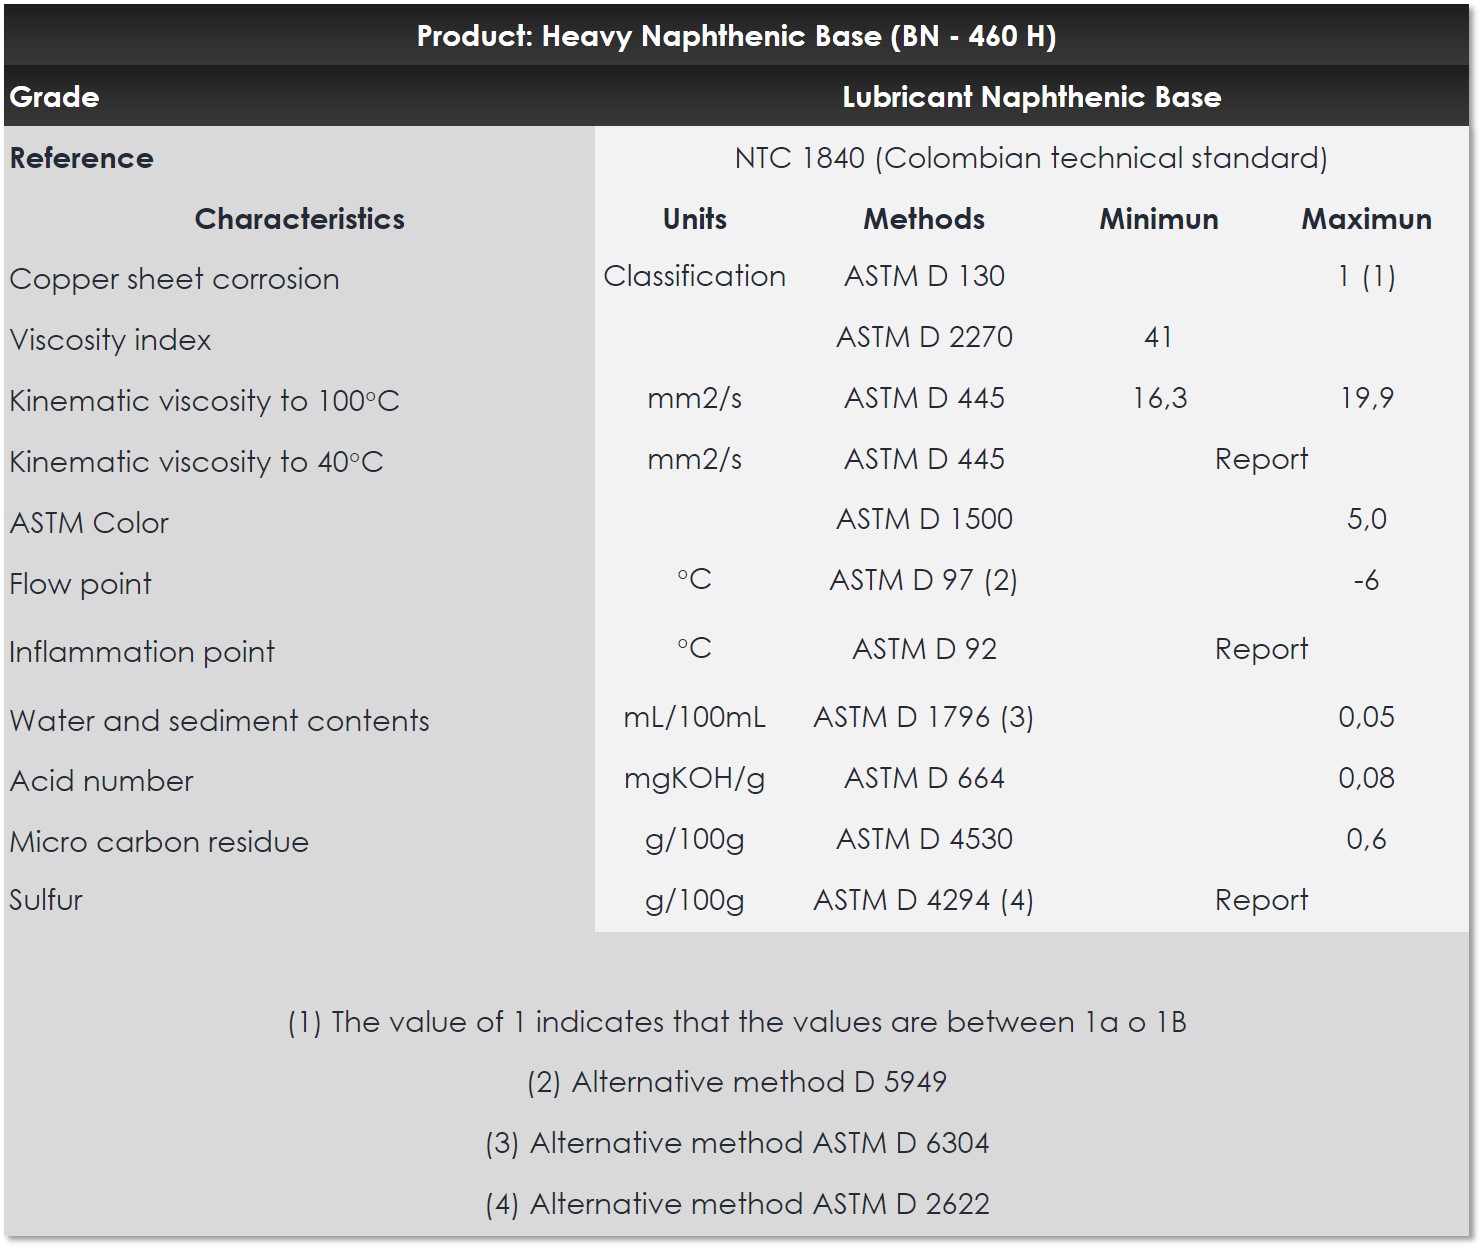 Product: Heavy Naphthenic Base (BN - 460 H)
Grade Lubricant Naphthenic Base
Reference NTC 1840 (Colombian technical standard)
Characteristics Units Methods Minimun Maximun
Copper sheet corrosion Classification ASTM D 130 1 (1)
Viscosity index ASTM D 2270 41
Kinematic viscosity to 100°C mm2/s ASTM D 445 16,3 19,9
Kinematic viscosity to 40°C mm2/s ASTM D 445 Report
ASTM Color ASTM D 1500 5,0
Flow point °C ASTM D 97 (2) -6
Inflammation point °C ASTM D 92 Report
Water and sediment contents mL/100mL ASTM D 1796 (3) 0,05
Acid number mgKOH/g ASTM D 664 0,08
Micro carbon residue g/100g ASTM D 4530 0,6
Sulfur g/100g ASTM D 4294 (4) Report
(1) The value of 1 indicates that the values are between 1a o 1B
(2) Alternative method D 5949
(3) Alternative method ASTM D 6304
(4) Alternative method ASTM D 2622